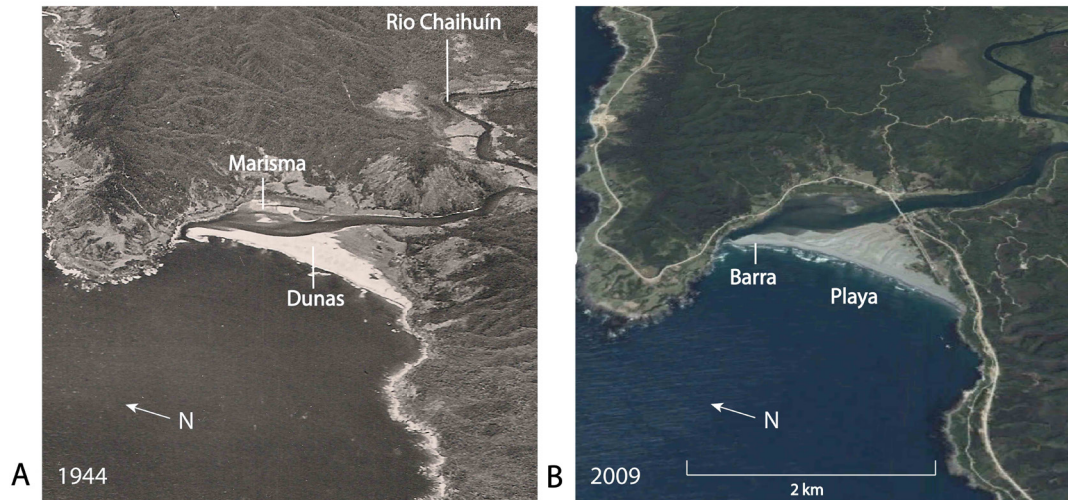 Rio Chaihuín
Marisma
Dunas
N
A
1944
Barra
Playa
N
B
2009
2 km